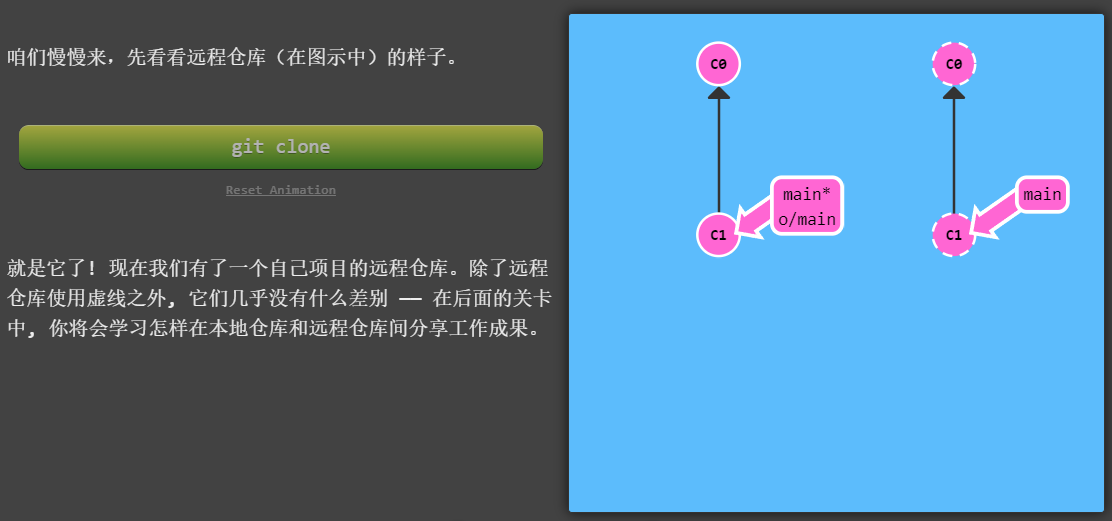 咱们慢慢来，先看看远程仓库（在图示中）的样子。
git clone
Reset Animation
就是它了! 现在我们有了一个自己项目的远程仓库。除了远程
仓库使用虚线之外, 它们几乎没有什么差别 —— 在后面的关卡
中, 你将会学习怎样在本地仓库和远程仓库间分享工作成果。
C0
C0
main*
o/main
main
C1
C1